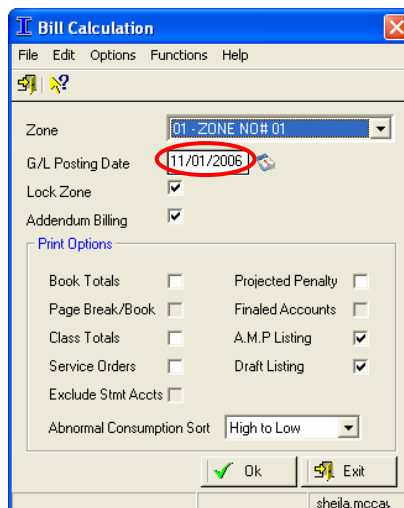 Bill Calculation
File Edit Options Functions Help
Zone 01 - ZONE NO# 01
G/L Posting Date 11/01/2006
Lock Zone
Addendum Billing
Print Options
Book Totals Projected Penalty
Page Break/Book Finaled Accounts
Class Totals A.M.P Listing
Service Orders Draft Listing
Exclude Stmt Accts
Abnormal Consumption Sort High to Low
Ok Exit